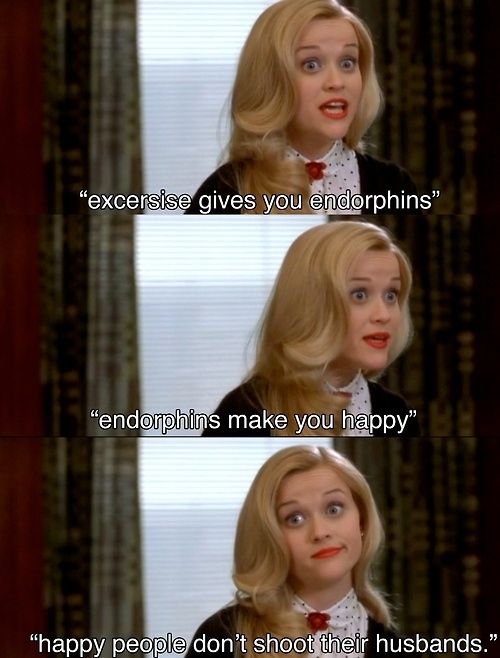 “excersise gives you endorphins”
“endorphins make you happy”
“happy people don’t shoot their husbands.”